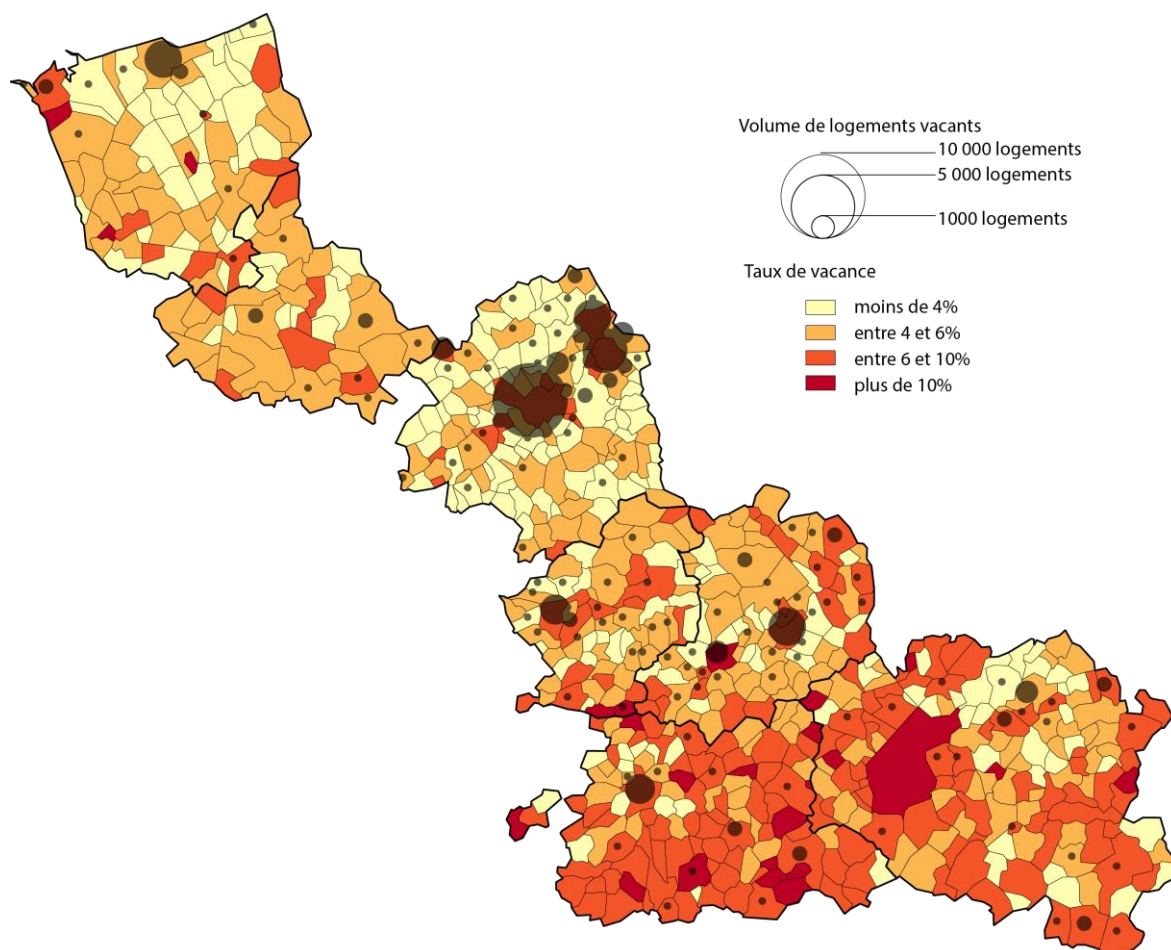 Volume de logements vacants
10 000 logements
5 000 logements
1000 logements
Taux de vacance
moins de 4%
entre 4 et 6%
entre 6 et 10%
plus de 10%